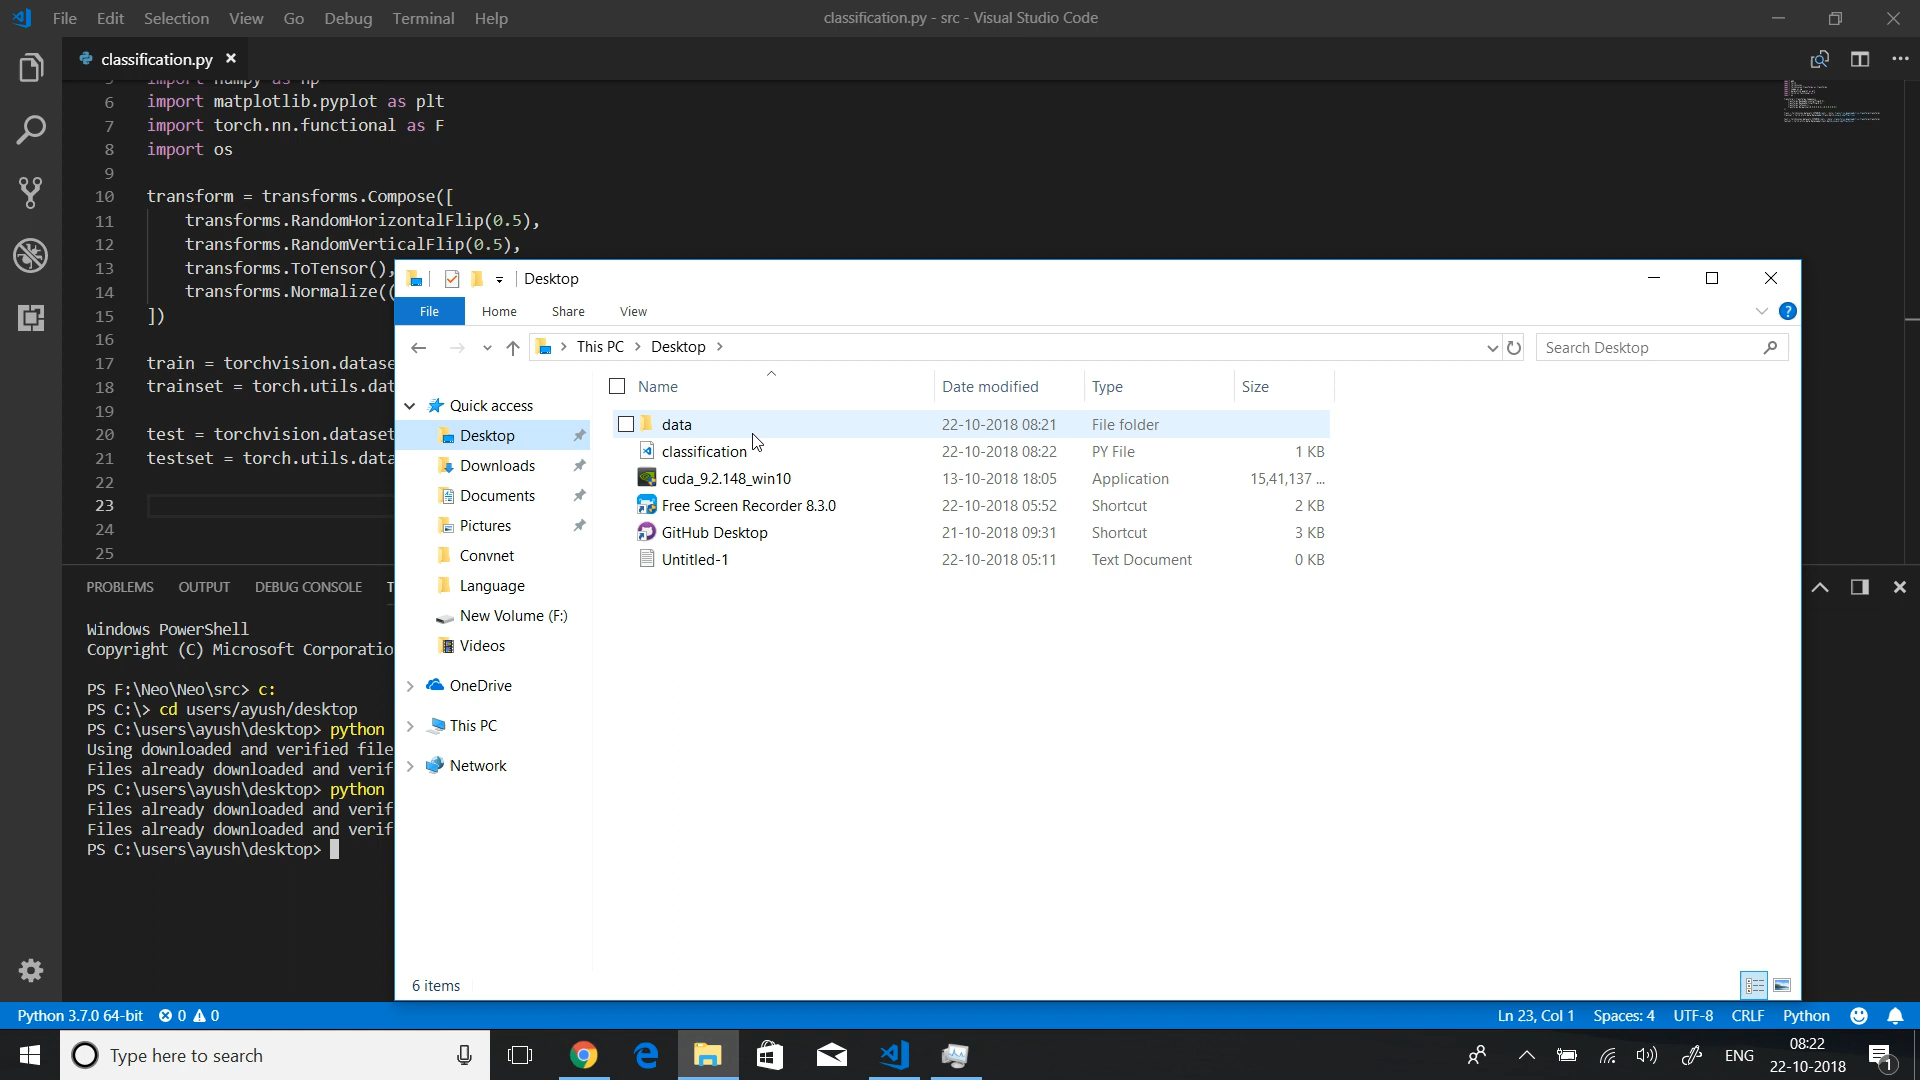 File Edit Selection View Go Debug Terminal Help
classification.py - src - Visual Studio Code
classification.py
5 import numpy as np
6 import matplotlib.pyplot as plt
7 import torch.nn.functional as F
8 import os
9
10 transform = transforms.Compose([
11 transforms.RandomHorizontalFlip(0.5),
12 transforms.RandomVerticalFlip(0.5),
13 transforms.ToTensor(),
14 transforms.Normalize((
15 ])
16
17 train = torchvision.datase
18 trainset = torch.utils.dat
19
20 test = torchvision.dataset
21 testset = torch.utils.data
22
23
24
25
PROBLEMS OUTPUT DEBUG CONSOLE T
Windows PowerShell
Copyright (C) Microsoft Corporatio
PS F:\Neo\Neo\src> c:
PS C:\> cd users/ayush/desktop
PS C:\users\ayush\desktop> python
Using downloaded and verified file
Files already downloaded and verif
PS C:\users\ayush\desktop> python
Files already downloaded and verif
Files already downloaded and verif
PS C:\users\ayush\desktop>
Desktop
File Home Share View
This PC > Desktop >
Search Desktop
Name Date modified Type Size
Quick access
Desktop
Downloads
Documents
Pictures
Convnet
Language
New Volume (F:)
Videos
OneDrive
This PC
Network
data 22-10-2018 08:21 File folder
classification 22-10-2018 08:22 PY File 1 KB
cuda_9.2.148_win10 13-10-2018 18:05 Application 15,41,137 ...
Free Screen Recorder 8.3.0 22-10-2018 05:52 Shortcut 2 KB
GitHub Desktop 21-10-2018 09:31 Shortcut 3 KB
Untitled-1 22-10-2018 05:11 Text Document 0 KB
6 items
Python 3.7.0 64-bit 0 0
Ln 23, Col 1 Spaces: 4 UTF-8 CRLF Python
Type here to search
ENG
08:22
22-10-2018
1